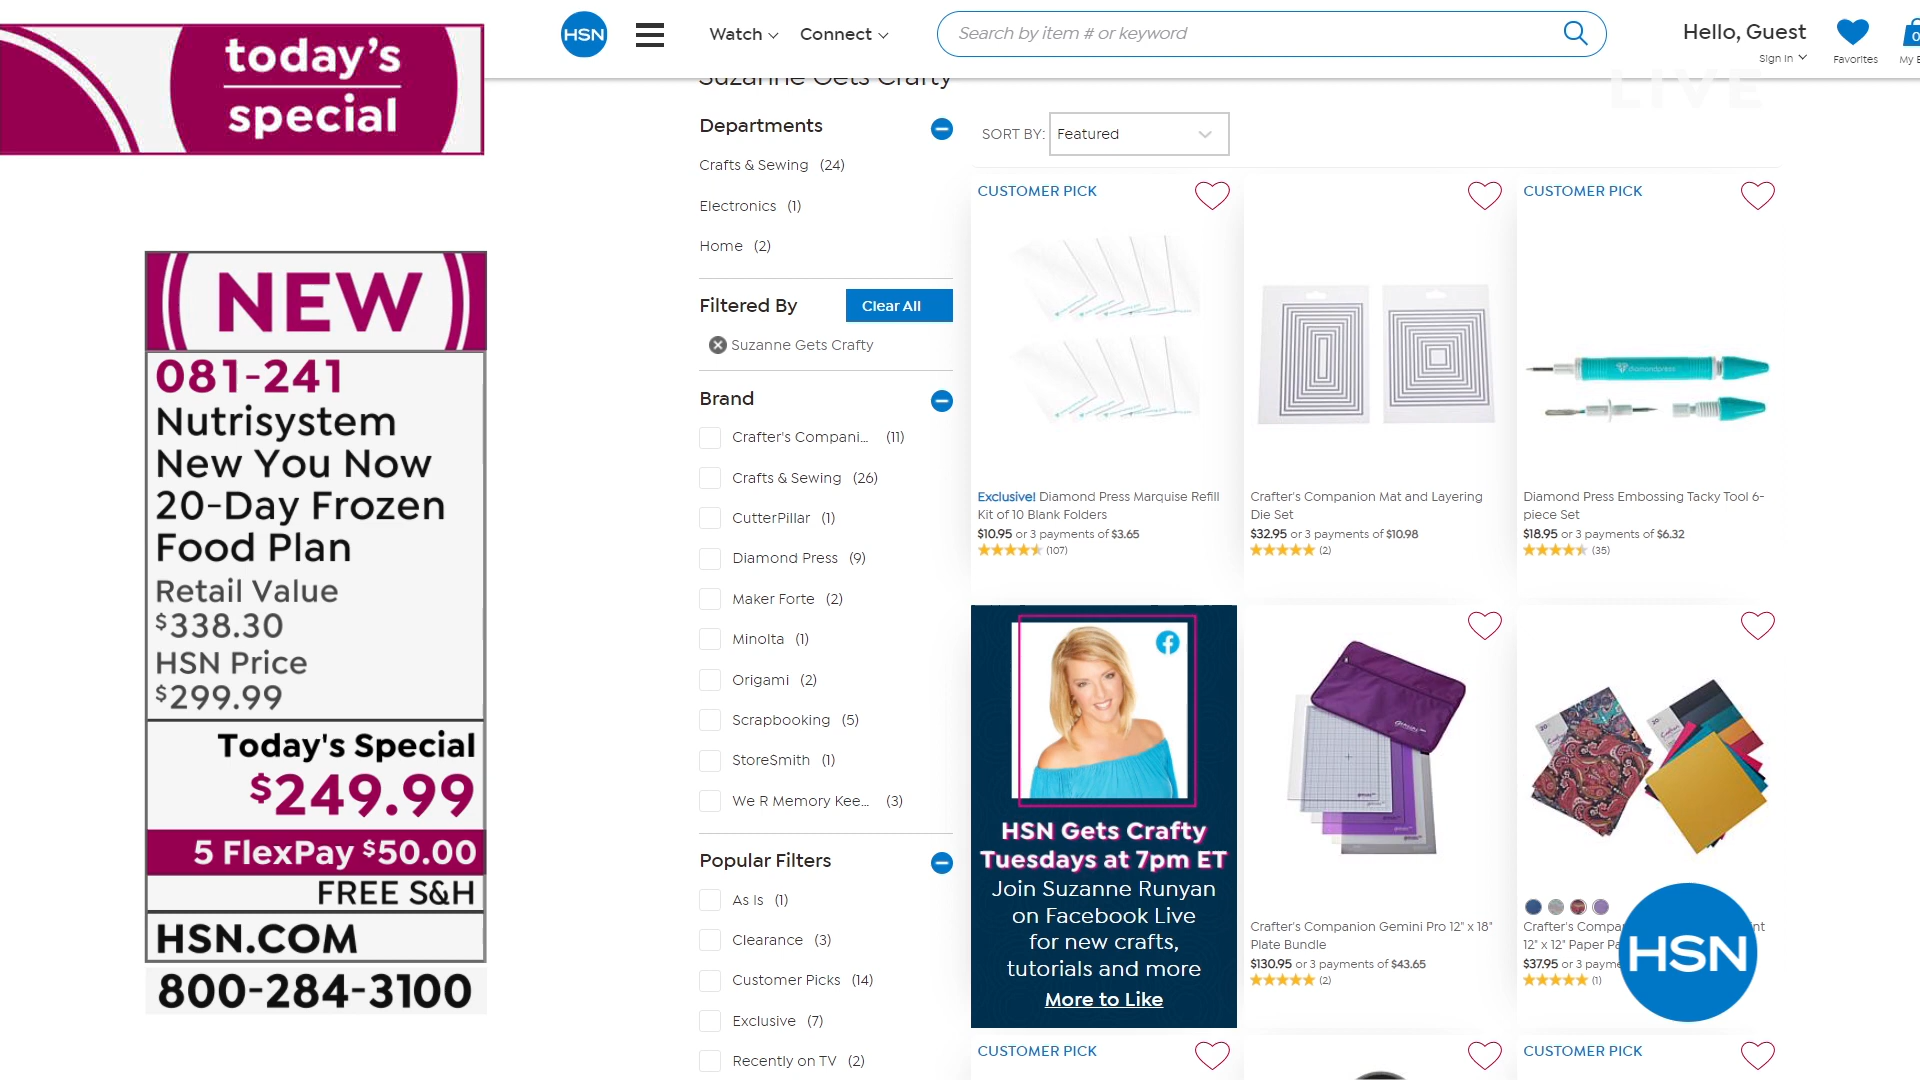 today's
special
NEW
081-241
Nutrisystem
New You Now
20-Day Frozen
Food Plan
Retail Value
$338.30
HSN Price
$299.99
Today's Special
$249.99
5 FlexPay $50.00
FREE S&H
HSN.COM
800-284-3100
HSN
Watch
Connect
Search by item # or keyword
Hello, Guest
Sign In
Favorites
0
LIVE
Suzanne Gets Crafty
Departments
Crafts & Sewing (24)
Electronics (1)
Home (2)
Filtered By
Clear All
Suzanne Gets Crafty
Brand
Crafter's Compani... (11)
Crafts & Sewing (26)
CutterPillar (1)
Diamond Press (9)
Maker Forte (2)
Minolta (1)
Origami (2)
Scrapbooking (5)
StoreSmith (1)
We R Memory Kee... (3)
Popular Filters
As Is (1)
Clearance (3)
Customer Picks (14)
Exclusive (7)
Recently on TV (2)
SORT BY: Featured
CUSTOMER PICK
Exclusive! Diamond Press Marquise Refill
Kit of 10 Blank Folders
$10.95 or 3 payments of $3.65
(107)
Crafter's Companion Mat and Layering
Die Set
$32.95 or 3 payments of $10.98
(2)
CUSTOMER PICK
diamondpress
Diamond Press Embossing Tacky Tool 6-
piece Set
$18.95 or 3 payments of $6.32
(35)
HSN Gets Crafty
Tuesdays at 7pm ET
Join Suzanne Runyan
on Facebook Live
for new crafts,
tutorials and more
More to Like
Crafter's Companion Gemini Pro 12" x 18"
Plate Bundle
$130.95 or 3 payments of $43.65
(2)
12" x 12" Paper
$37.95 or 3
(1)
HSN
CUSTOMER PICK
CUSTOMER PICK